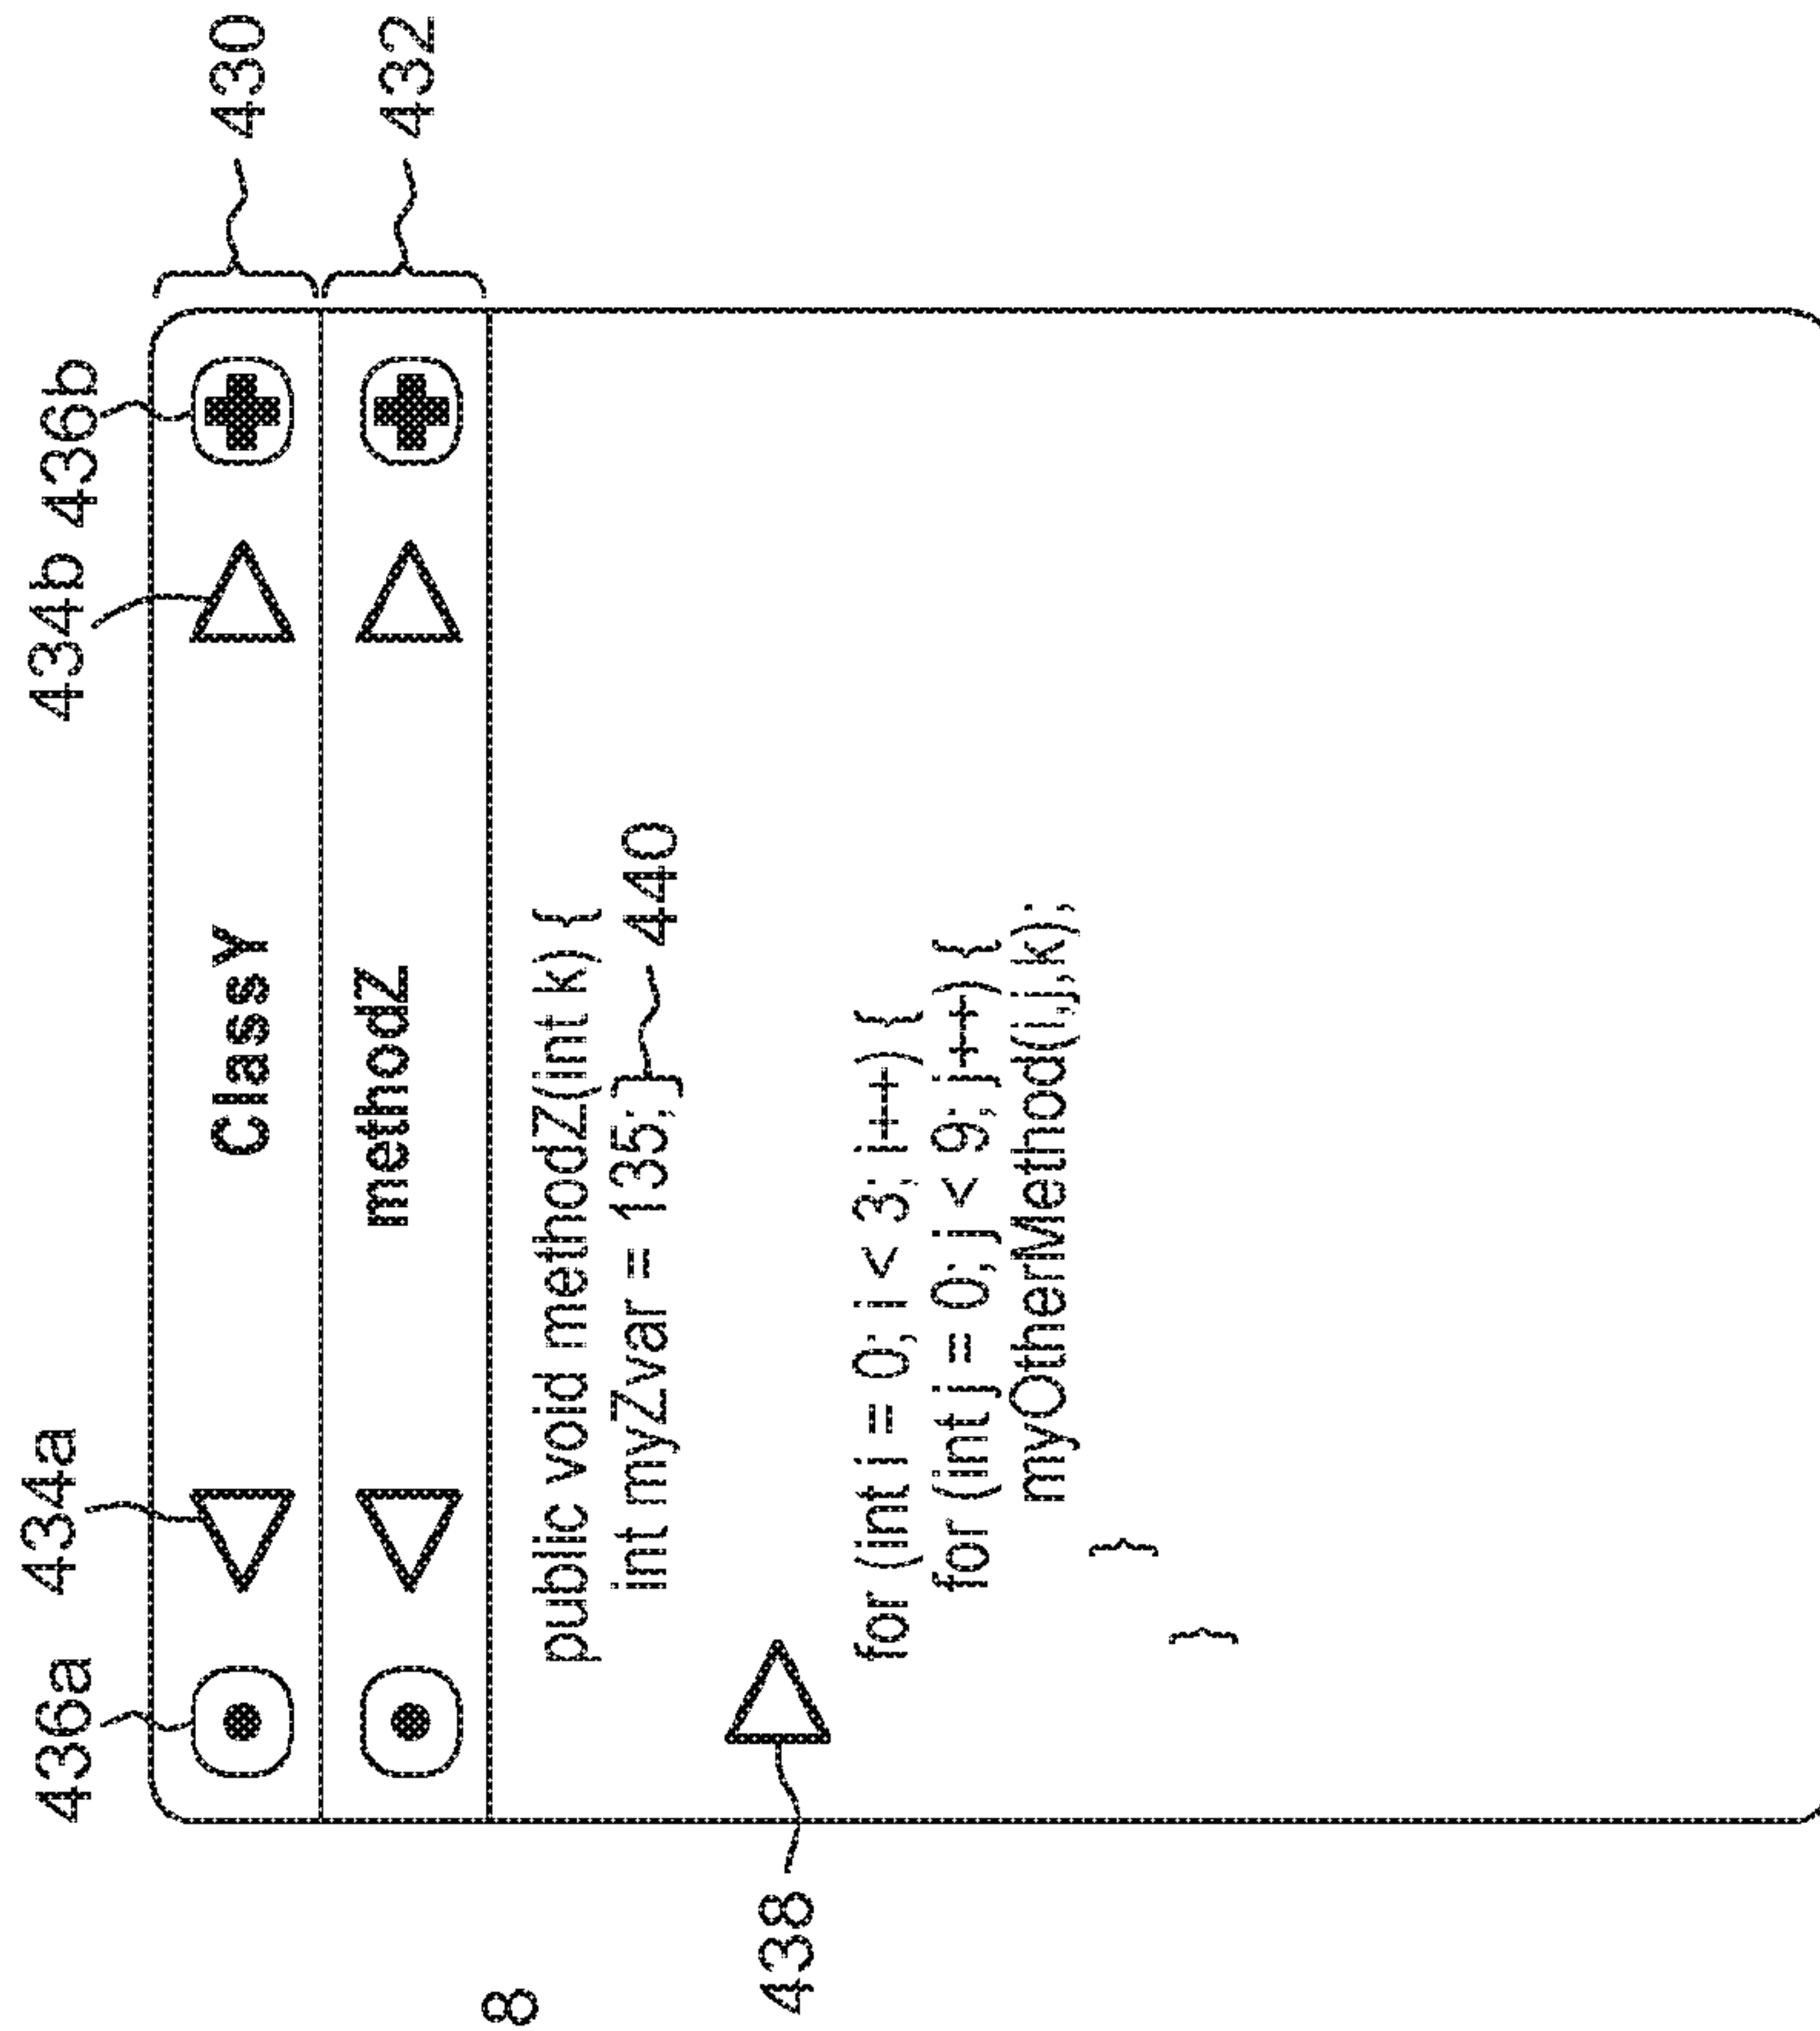 436a 434a 434b 436b
ClassY 430
methodZ 432
8
public void methodZ(int k) {
int myZvar = 135; 440
438
for (int i = 0; i < 3; i++) {
for (int j = 0; j < 9; j++) {
myOtherMethod(i,j,k);
}
}